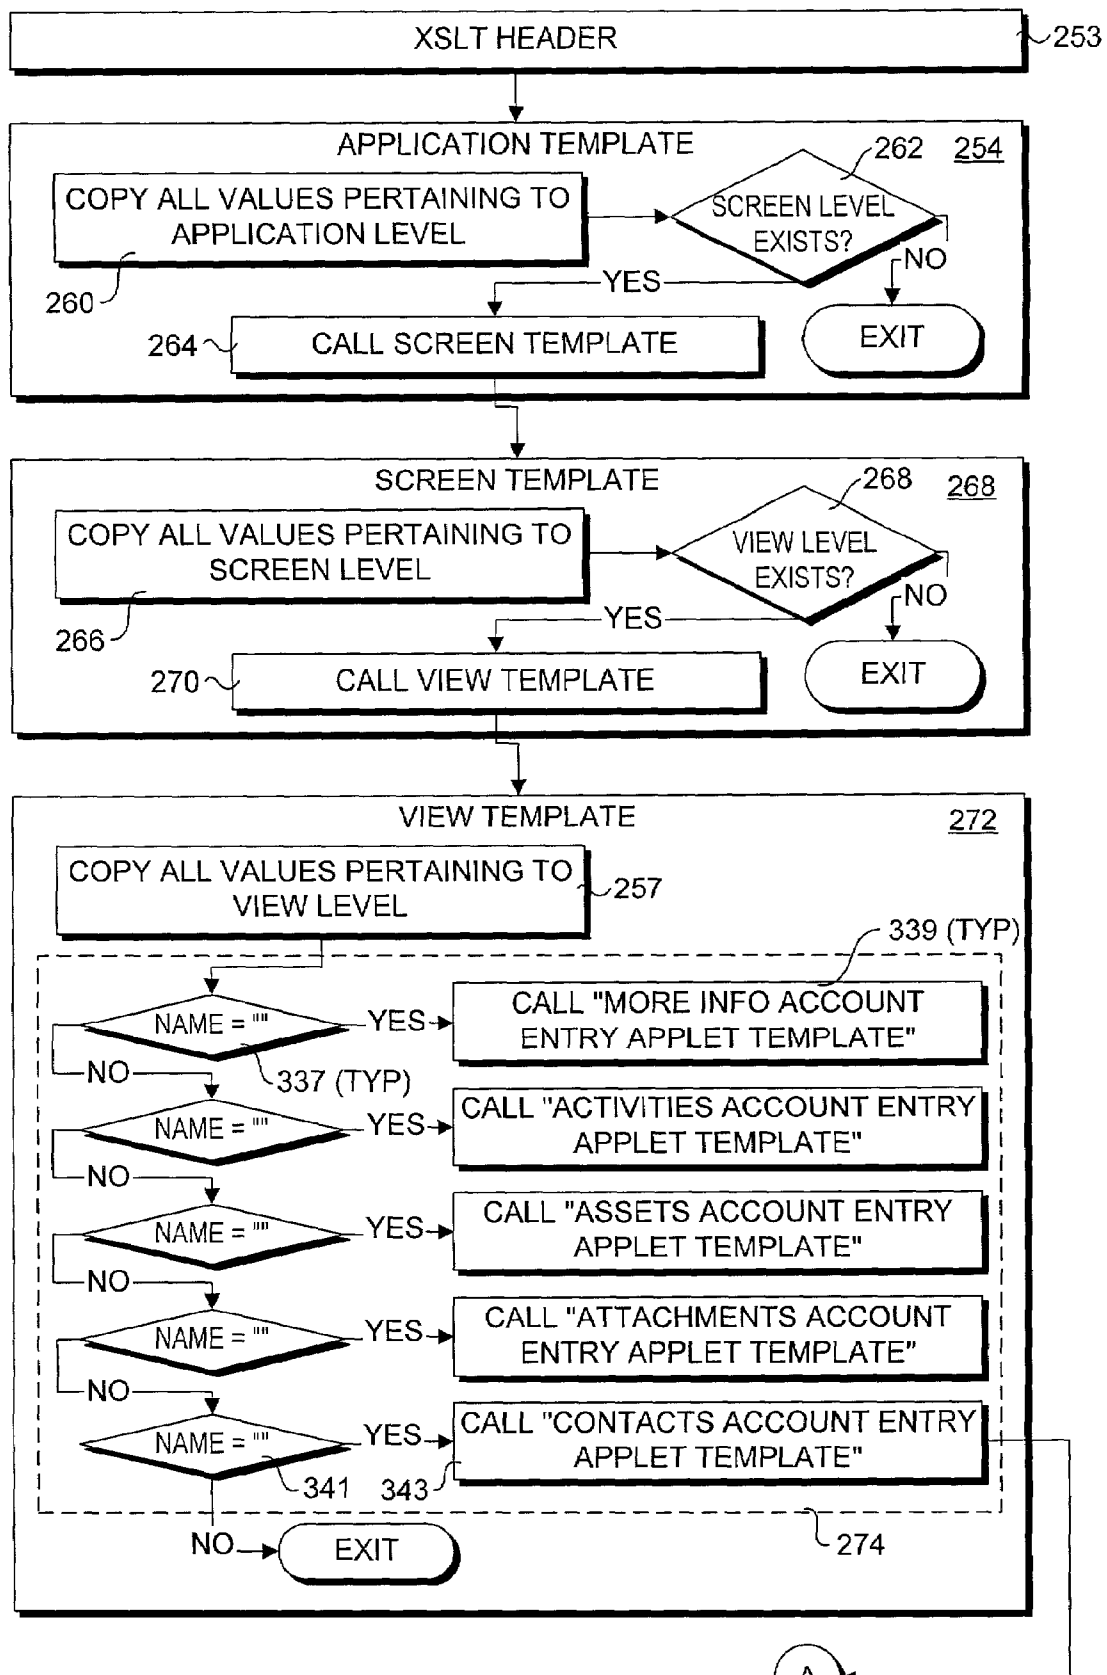 XSLT HEADER
253
APPLICATION TEMPLATE
254
262
COPY ALL VALUES PERTAINING TO
APPLICATION LEVEL
260
SCREEN LEVEL
EXISTS?
NO
YES
EXIT
264
CALL SCREEN TEMPLATE
SCREEN TEMPLATE
268
268
COPY ALL VALUES PERTAINING TO
SCREEN LEVEL
266
VIEW LEVEL
EXISTS?
NO
YES
EXIT
270
CALL VIEW TEMPLATE
VIEW TEMPLATE
272
COPY ALL VALUES PERTAINING TO
VIEW LEVEL
257
339 (TYP)
NAME = ""
YES
CALL "MORE INFO ACCOUNT
ENTRY APPLET TEMPLATE"
NO
337 (TYP)
NAME = ""
YES
CALL "ACTIVITIES ACCOUNT ENTRY
APPLET TEMPLATE"
NO
NAME = ""
YES
CALL "ASSETS ACCOUNT ENTRY
APPLET TEMPLATE"
NO
NAME = ""
YES
CALL "ATTACHMENTS ACCOUNT
ENTRY APPLET TEMPLATE"
NO
NAME = ""
YES
CALL "CONTACTS ACCOUNT ENTRY
APPLET TEMPLATE"
341
343
NO
EXIT
274